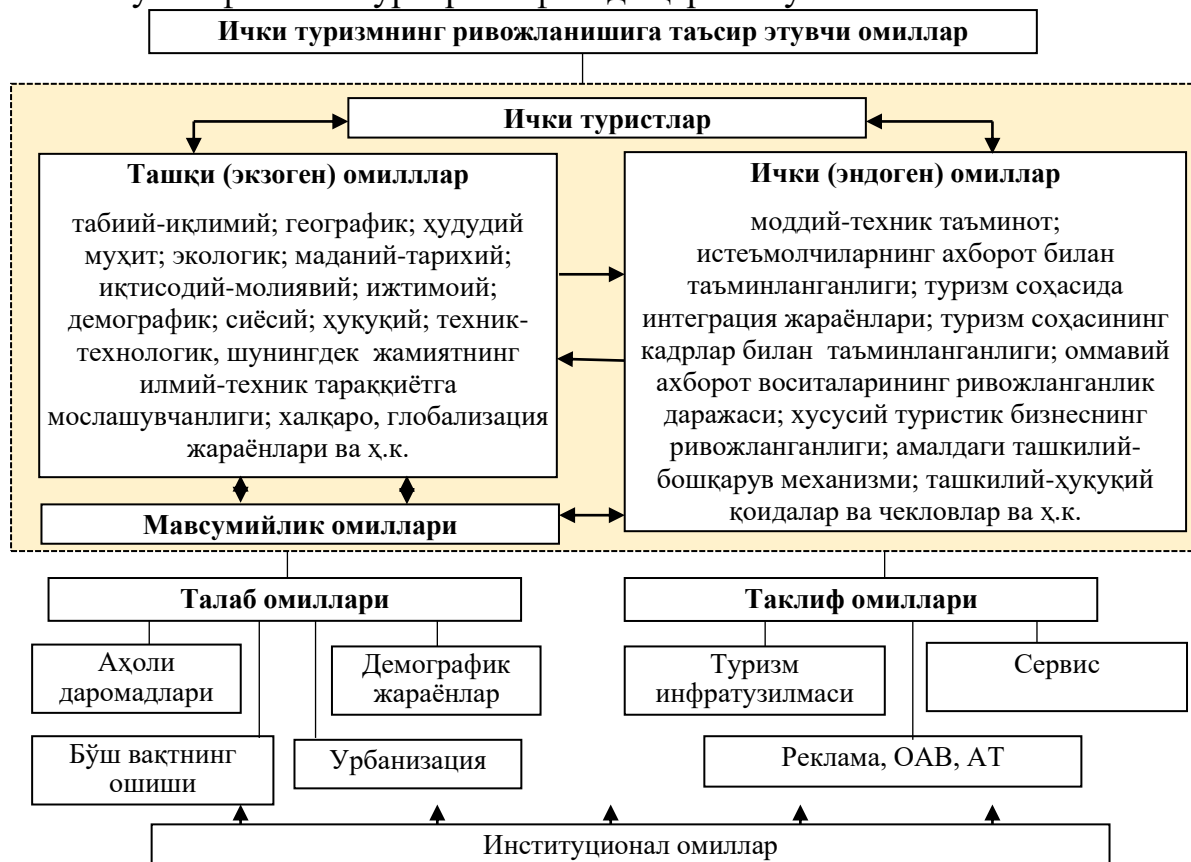 Ички туризмнинг ривожланишига таъсир этувчи омиллар
Ички туристлар
Ташқи (экзоген) омилллар
табиий-иқлимий; географик; ҳудудий
муҳит; экологик; маданий-тарихий;
иқтисодий-молиявий; ижтимоий;
демографик; сиёсий; ҳуқуқий; техник-
технологик, шунингдек жамиятнинг
илмий-техник тараққиётга
мослашувчанлиги; халқаро, глобализация
жараёнлари ва ҳ.к.
Ички (эндоген) омиллар
моддий-техник таъминот;
истеъмолчиларнинг ахборот билан
таъминланганлиги; туризм соҳасида
интеграция жараёнлари; туризм соҳасининг
кадрлар билан таъминланганлиги; оммавий
ахборот воситаларининг ривожланганлик
даражаси; хусусий туристик бизнеснинг
ривожланганлиги; амалдаги ташкилий-
бошқарув механизми; ташкилий-ҳуқуқий
қоидалар ва чекловлар ва ҳ.к.
Мавсумийлик омиллари
Талаб омиллари
Таклиф омиллари
Аҳоли
даромадлари
Демографик
жараёнлар
Туризм
инфратузилмаси
Сервис
Бўш вақтнинг
ошиши
Урбанизация
Реклама, ОАВ, АТ
Институционал омиллар